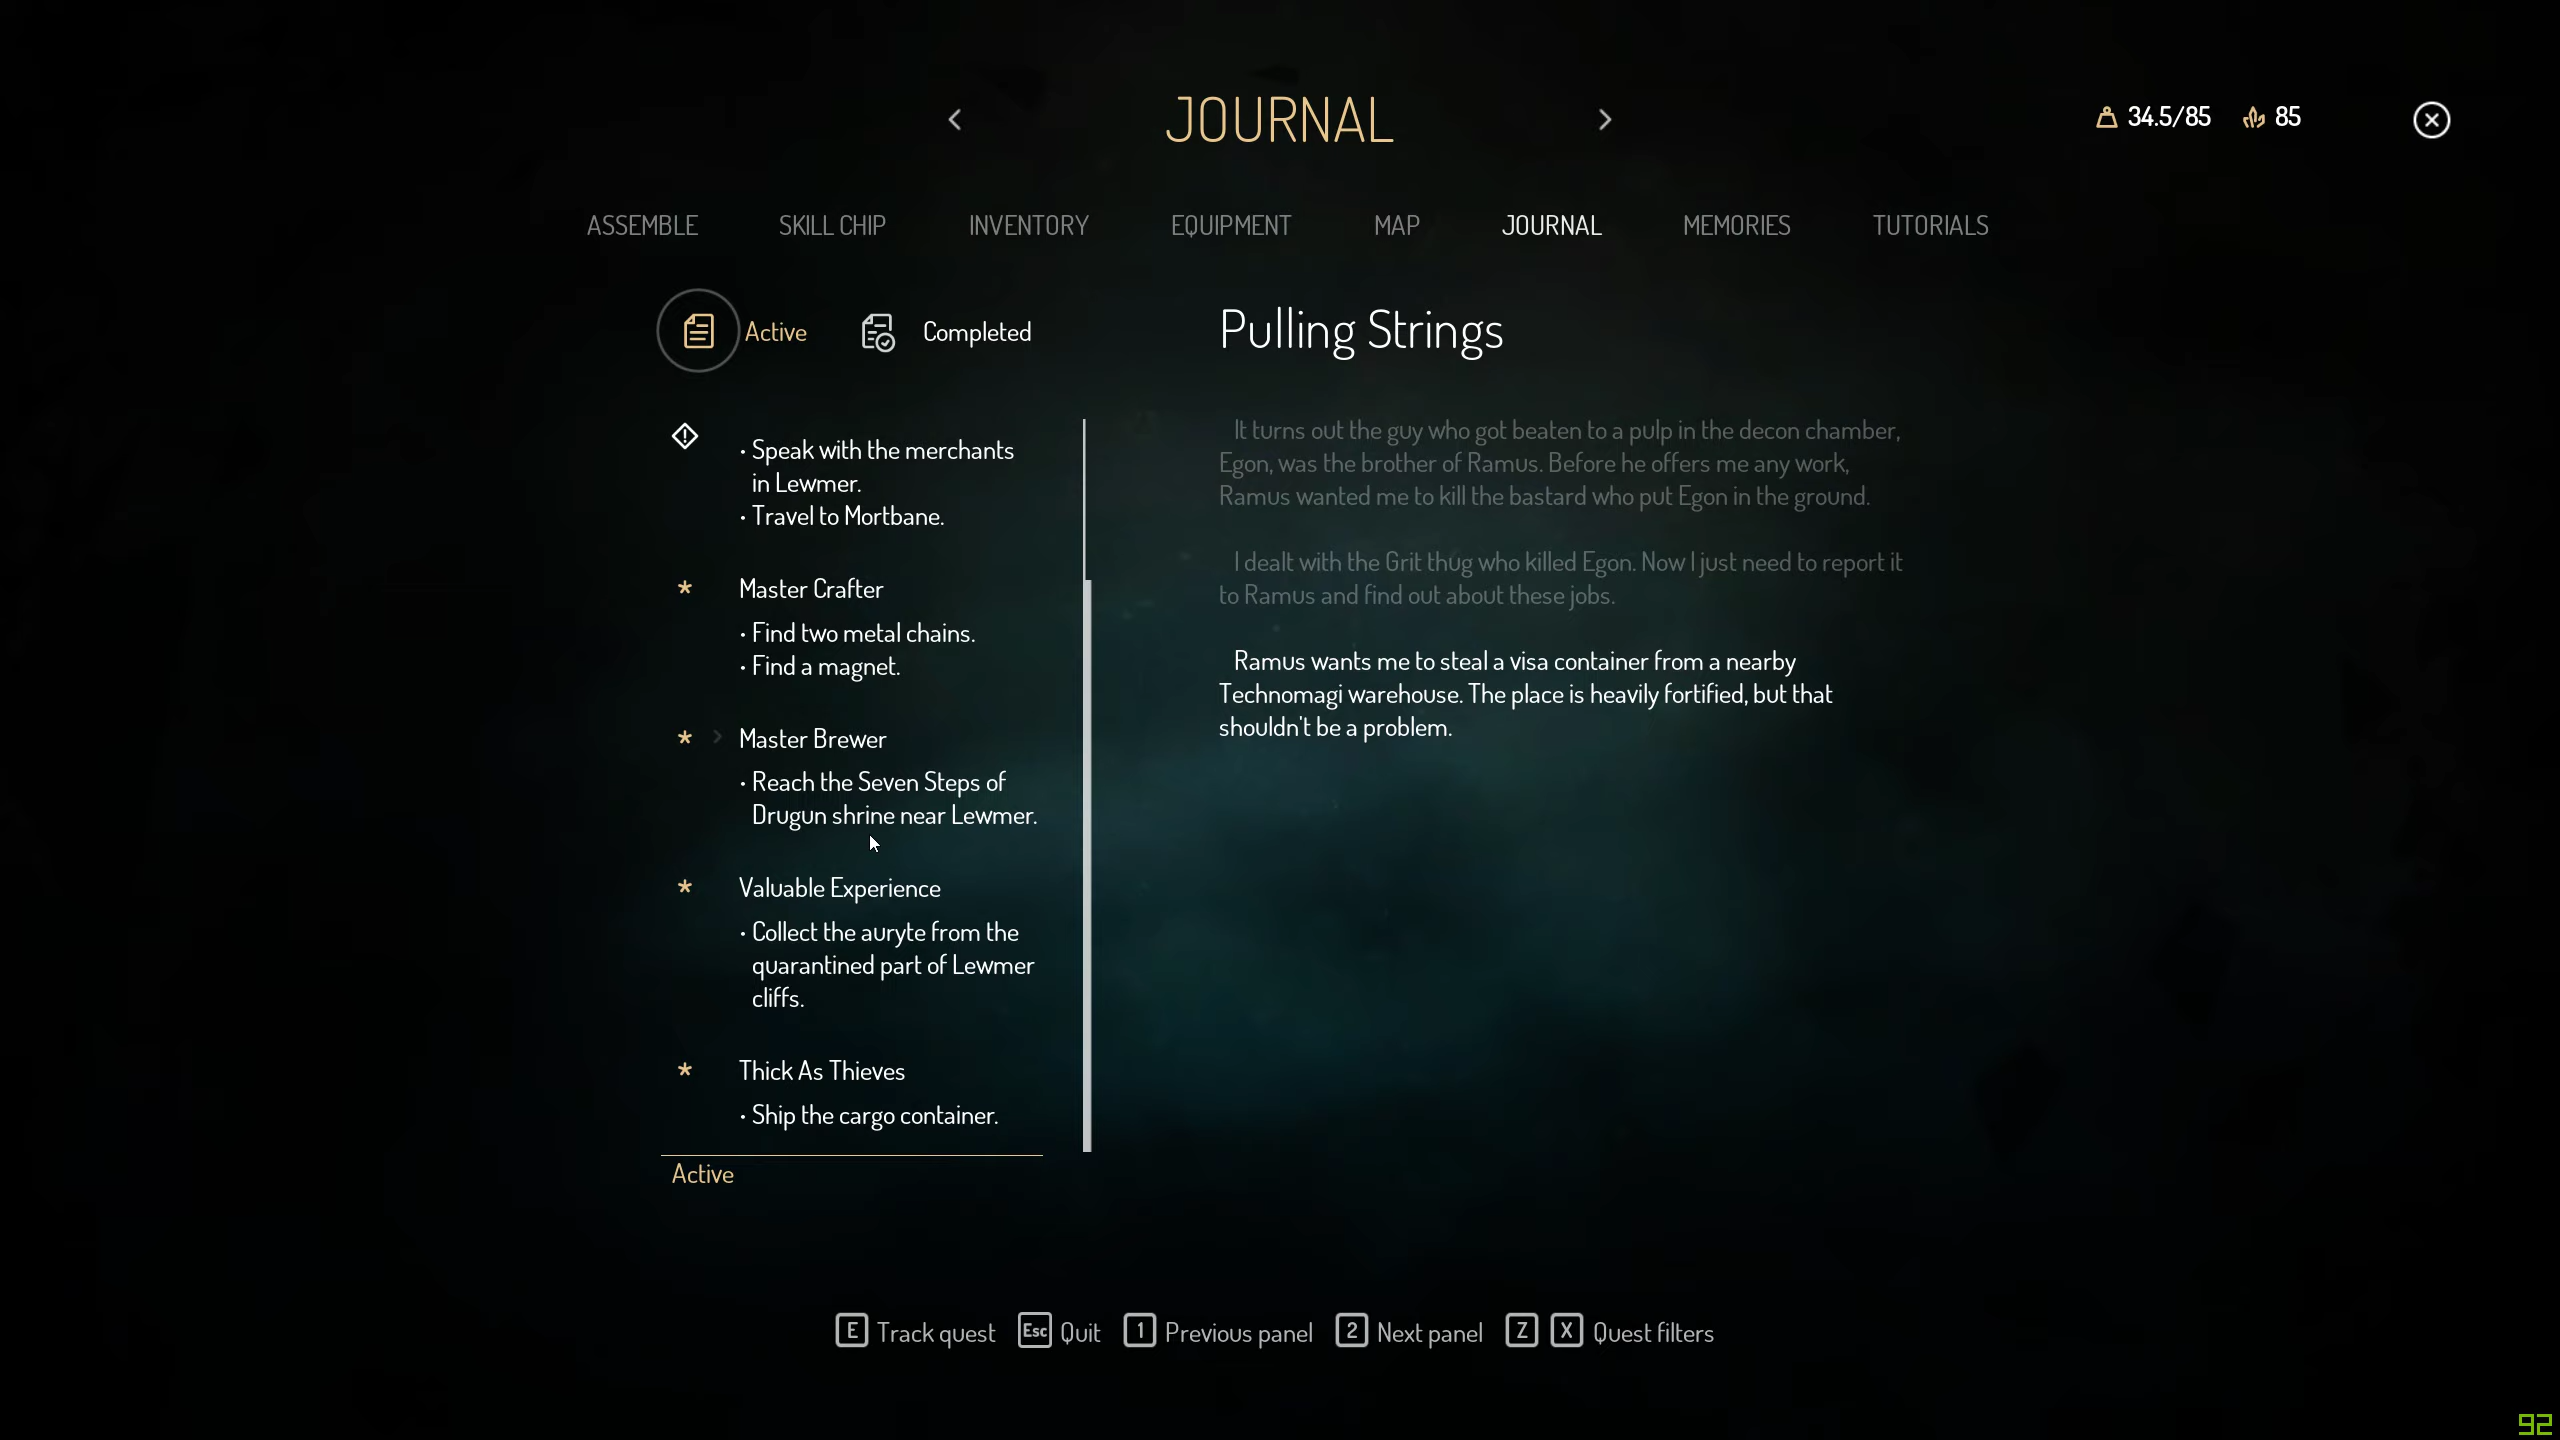 JOURNAL
34.5/85
85
ASSEMBLE
SKILL CHIP
INVENTORY
EQUIPMENT
MAP
JOURNAL
MEMORIES
TUTORIALS
Active
Completed
• Speak with the merchants
in Lewmer.
• Travel to Mortbane.
Master Crafter
• Find two metal chains.
• Find a magnet.
Master Brewer
• Reach the Seven Steps of
Drugun shrine near Lewmer.
Valuable Experience
• Collect the auryte from the
quarantined part of Lewmer
cliffs.
Thick As Thieves
• Ship the cargo container.
Active
Pulling Strings
It turns out the guy who got beaten to a pulp in the decon chamber,
Egon, was the brother of Ramus. Before he offers me any work,
Ramus wanted me to kill the bastard who put Egon in the ground.
I dealt with the Grit thug who killed Egon. Now I just need to report it
to Ramus and find out about these jobs.
Ramus wants me to steal a visa container from a nearby
Technomagi warehouse. The place is heavily fortified, but that
shouldn't be a problem.
E Track quest
Esc Quit
1 Previous panel
2 Next panel
Z X Quest filters
92